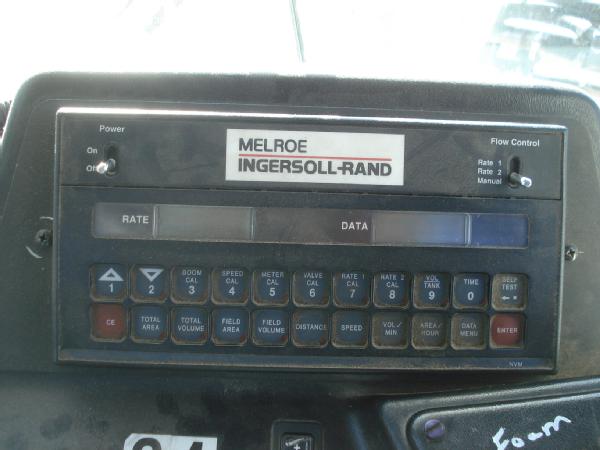 Power
On
Off
MELROE
INGERSOLL-RAND
Flow Control
Rate 1
Rate 2
Manual
RATE
DATA
1
2
BOOM CAL 3
SPEED CAL 4
METER CAL 5
VALVE CAL 6
RATE 1 CAL 7
RATE 2 CAL 8
VOL TANK 9
TIME 0
SELF TEST
CE
TOTAL AREA
TOTAL VOLUME
FIELD AREA
FIELD VOLUME
DISTANCE
SPEED
VOL/ MIN
AREA/ HOUR
DATA MENU
ENTER
NVM
Foam